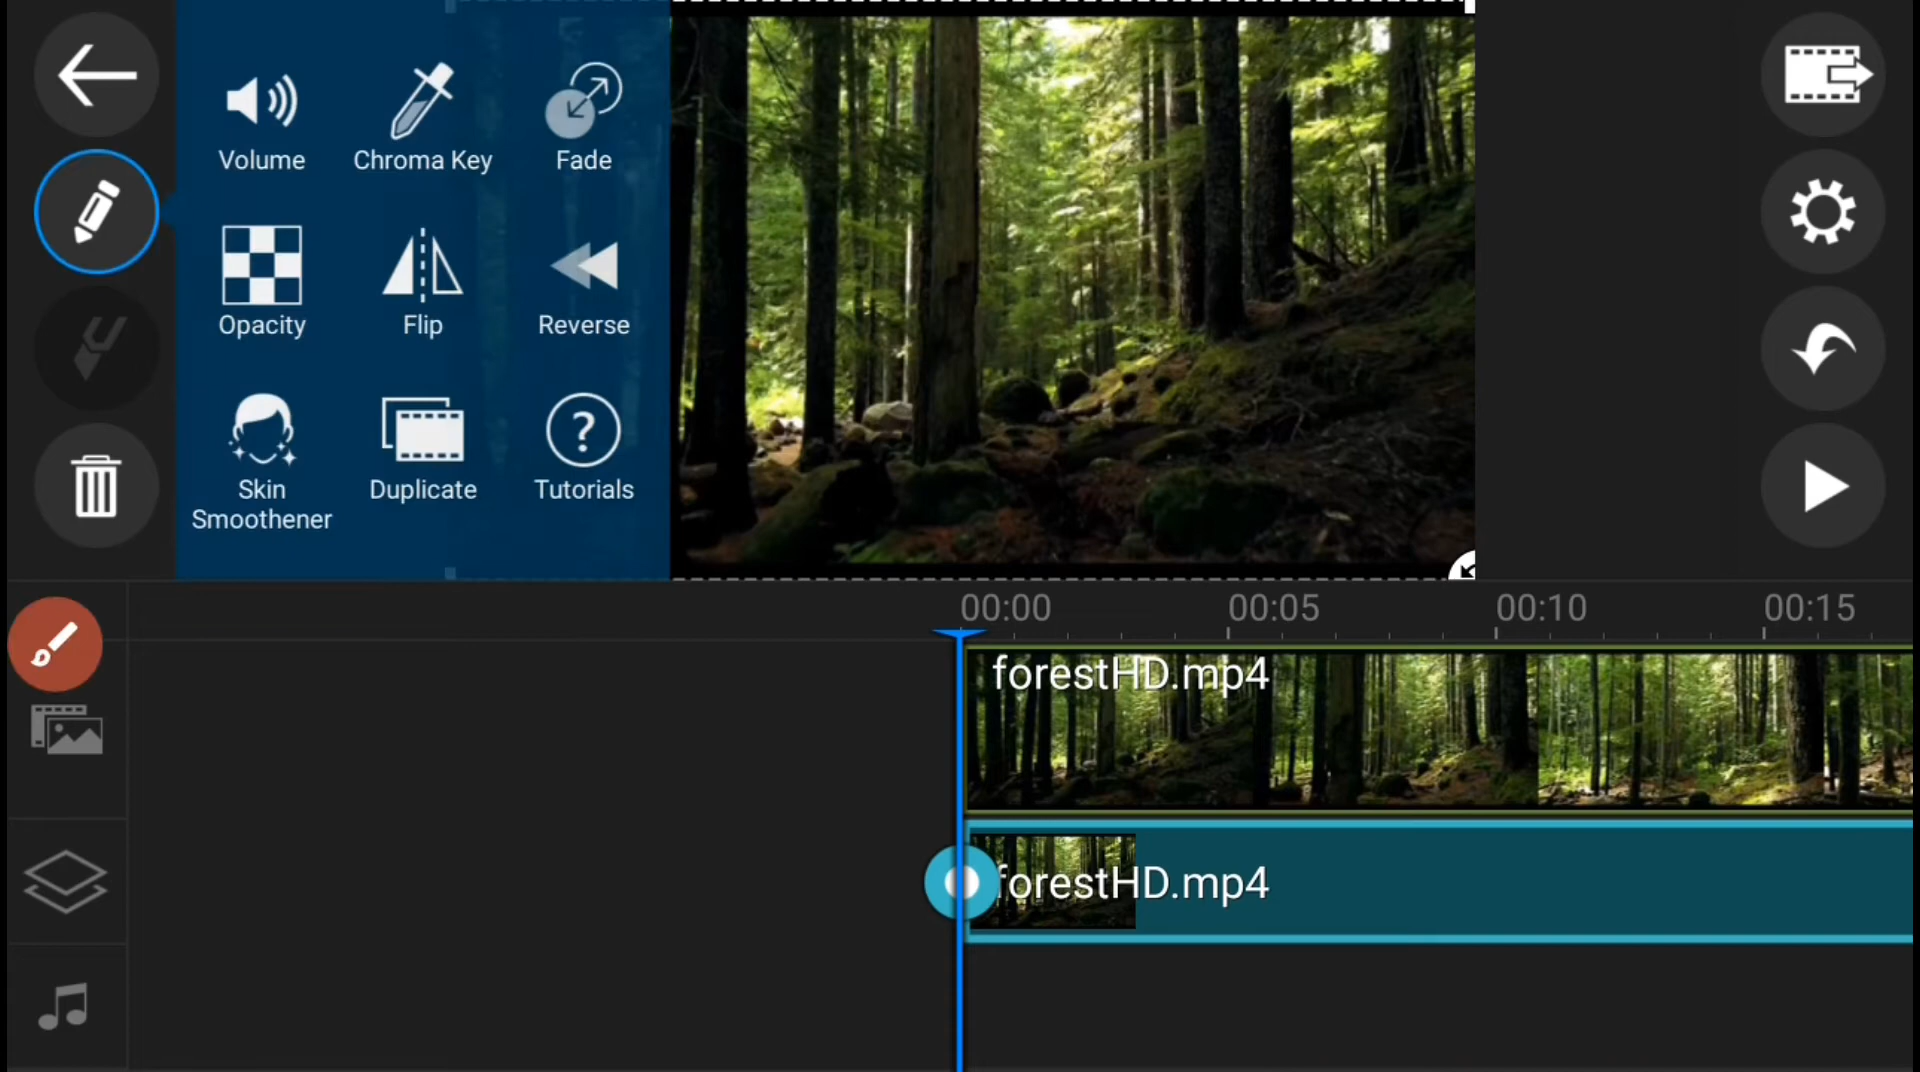 Volume
Chroma Key
Fade
Opacity
Flip
Reverse
Skin
Smoothener
Duplicate
?
Tutorials
00:00
00:05
00:10
00:15
forestHD.mp4
forestHD.mp4